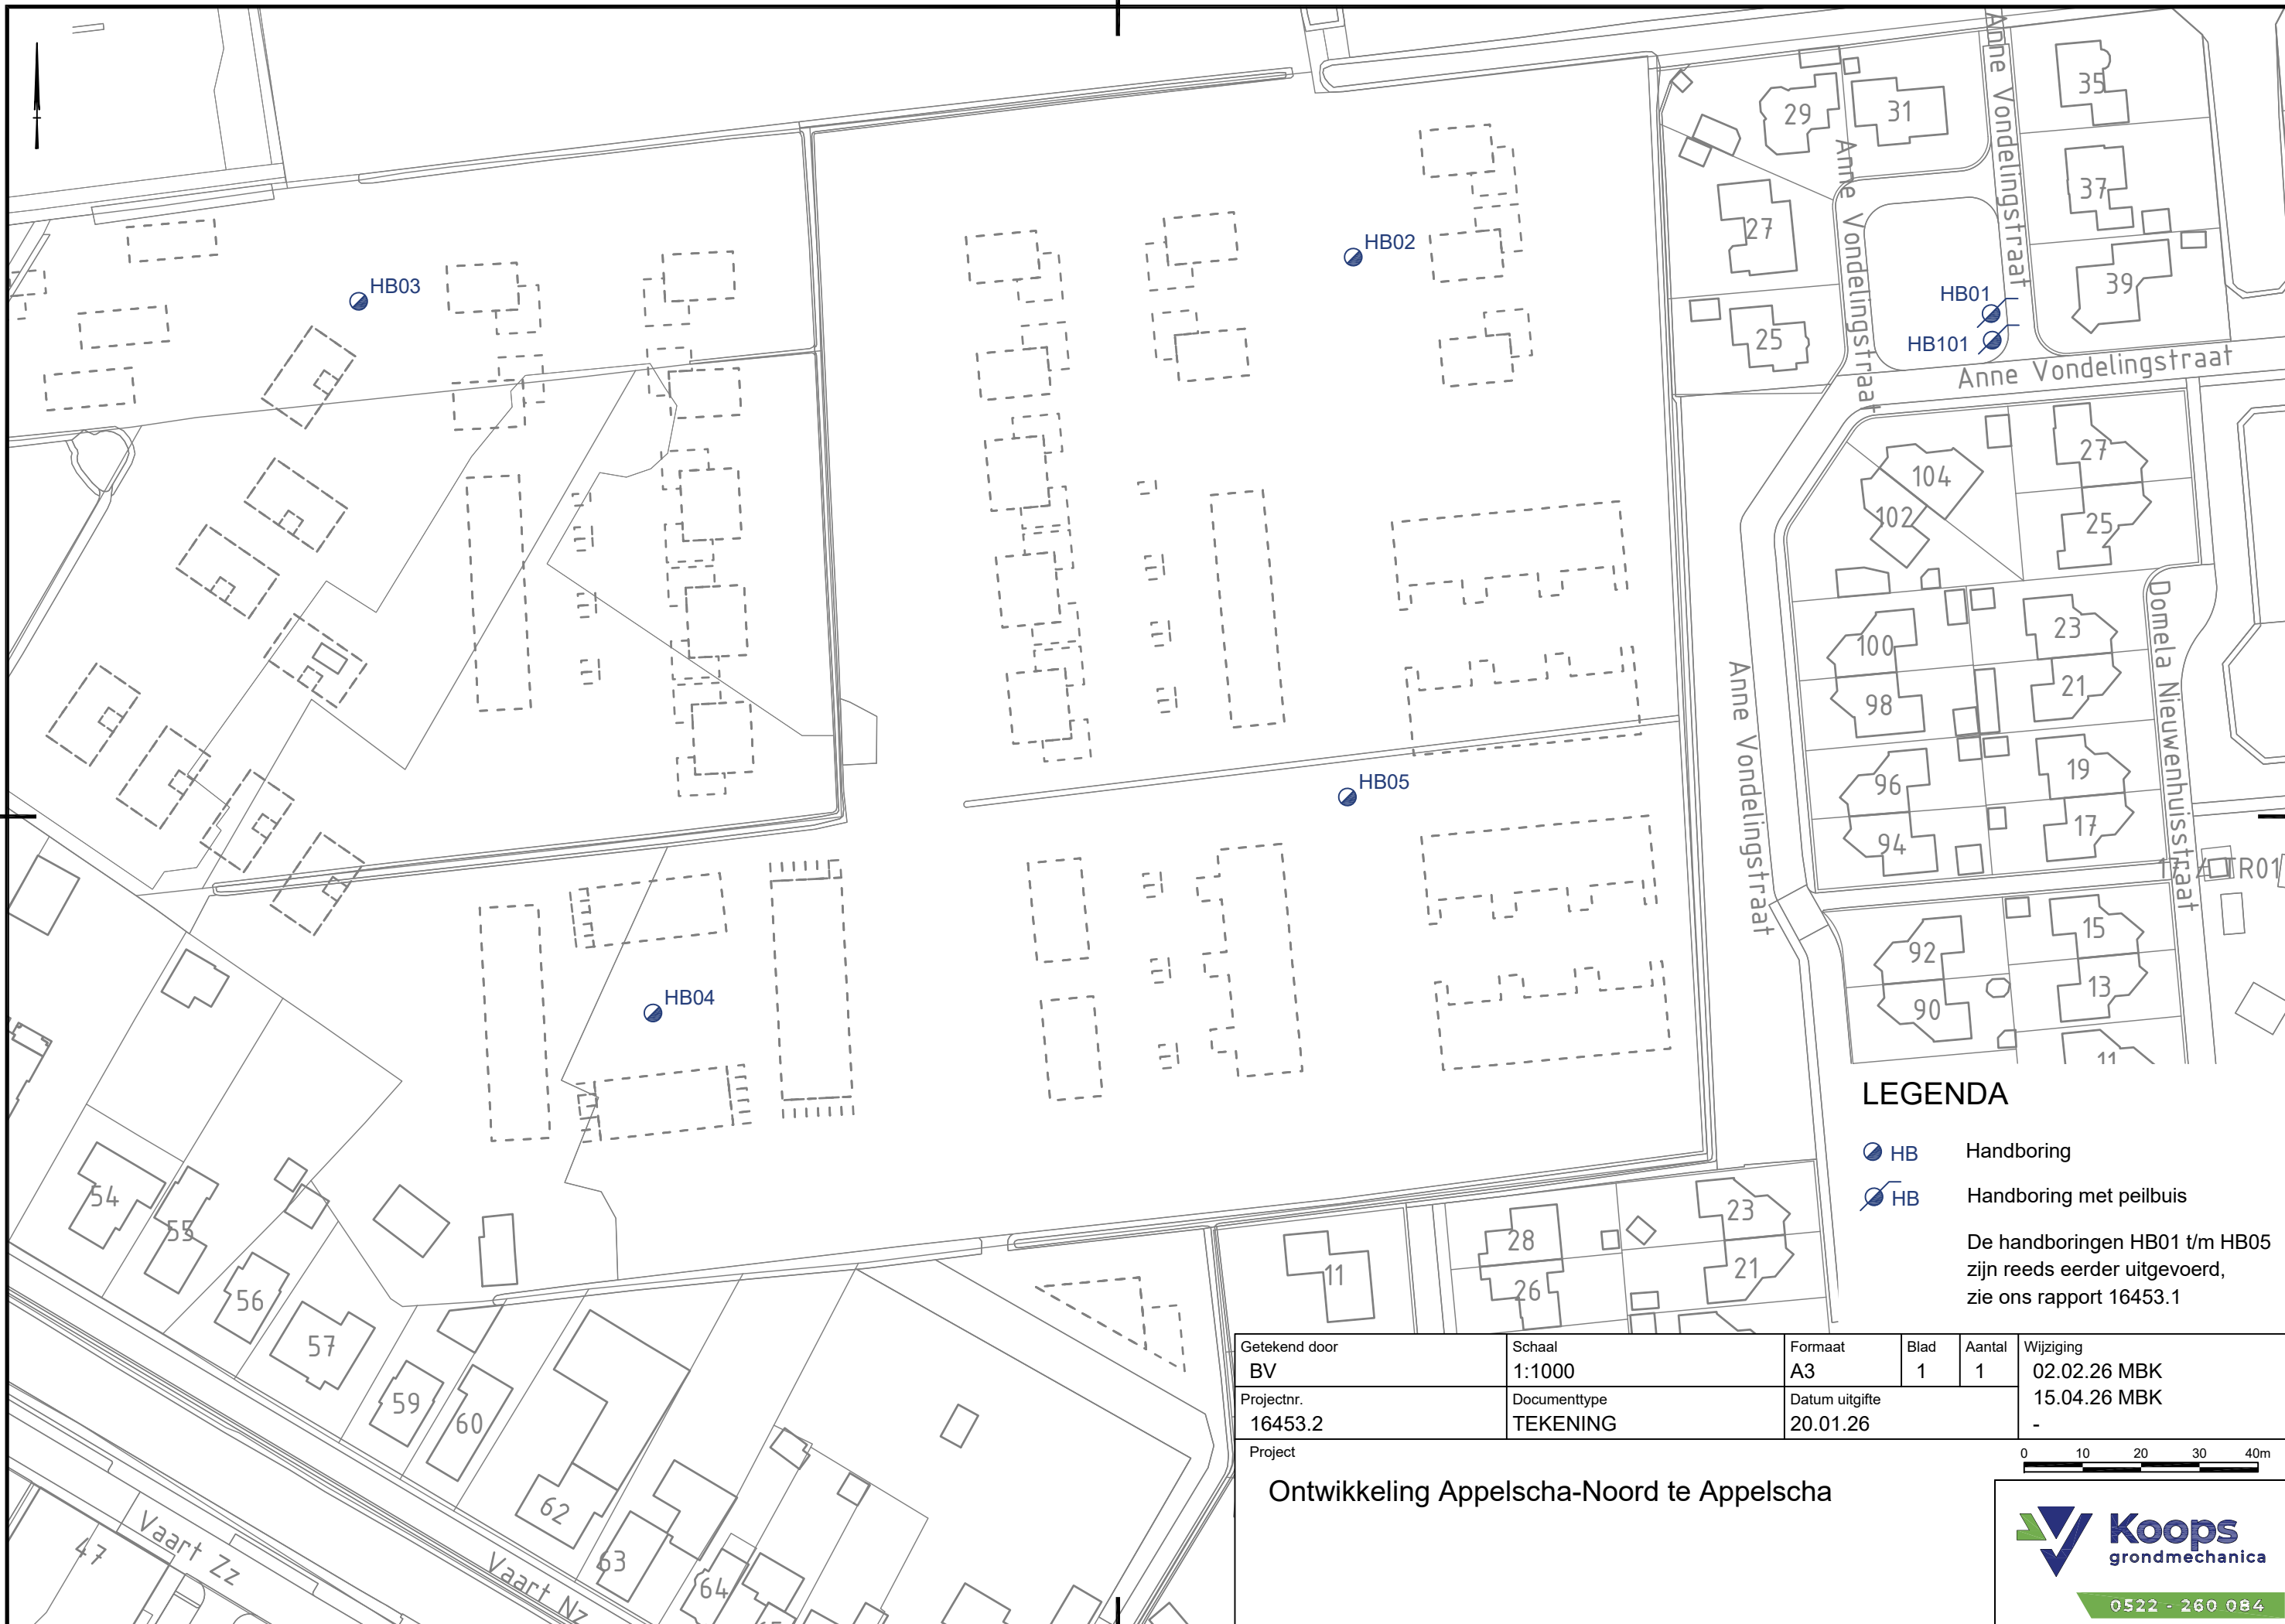 Anne Vondelingstraat
35
29
31
Anne Vondelingstraat
37
27
HB02
39
HB03
HB01
25
HB101
Anne Vondelingstraat
27
104
102
25
Domela Nieuwenhuisstraat
100
23
21
98
Anne Vondelingstraat
19
96
HB05
17
94
TR01
15
92
13
90
HB04
11
LEGENDA
HB Handboring
HB Handboring met peilbuis
De handboringen HB01 t/m HB05
zijn reeds eerder uitgevoerd,
zie ons rapport 16453.1
54
55
56
57
59
60
62
63
64
47
Vaart Zz
Vaart Nz
11
28
26
23
21
Getekend door
BV
Schaal
1:1000
Formaat
A3
Blad
1
Aantal
1
Wijziging
02.02.26 MBK
15.04.26 MBK
-
Projectnr.
16453.2
Documenttype
TEKENING
Datum uitgifte
20.01.26
Project
Ontwikkeling Appelscha-Noord te Appelscha
0 10 20 30 40m
Koops
grondmechanica
0522 - 260 084